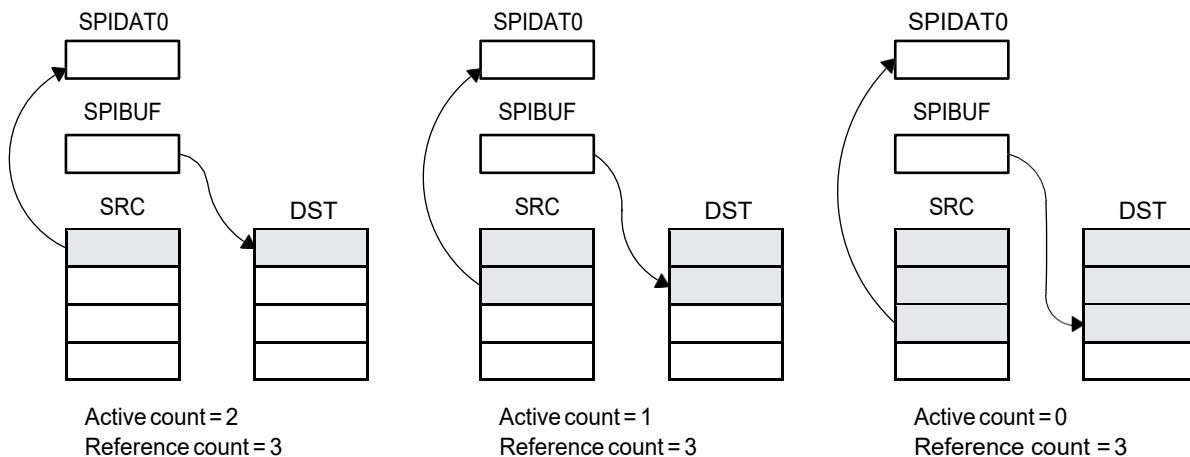 SPIDAT0
SPIBUF
SRC
DST
Active count = 2
Reference count = 3
SPIDAT0
SPIBUF
SRC
DST
Active count = 1
Reference count = 3
SPIDAT0
SPIBUF
SRC
DST
Active count = 0
Reference count = 3